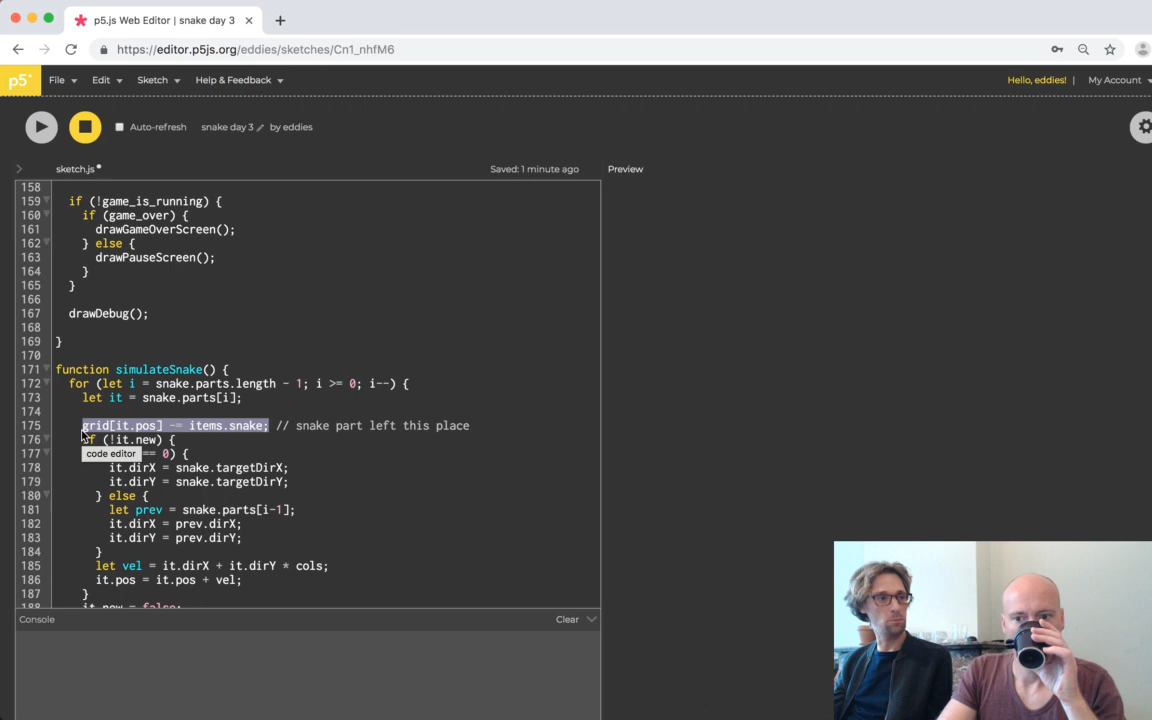 p5.js Web Editor | snake day 3
https://editor.p5js.org/eddies/sketches/Cn1_nhfM6
p5* File Edit Sketch Help & Feedback Hello, eddies! | My Account
Auto-refresh snake day 3 by eddies
sketch.js Saved: 1 minute ago Preview
158
159 if (!game_is_running) {
160 if (game_over) {
161 drawGameOverScreen();
162 } else {
163 drawPauseScreen();
164 }
165 }
166
167 drawDebug();
168
169 }
170
171 function simulateSnake() {
172 for (let i = snake.parts.length - 1; i >= 0; i--) {
173 let it = snake.parts[i];
174
175 grid[it.pos] -= items.snake; // snake part left this place
176 if (!it.new) {
177 == 0) {
code editor
178 it.dirX = snake.targetDirX;
179 it.dirY = snake.targetDirY;
180 } else {
181 let prev = snake.parts[i-1];
182 it.dirX = prev.dirX;
183 it.dirY = prev.dirY;
184 }
185 let vel = it.dirX + it.dirY * cols;
186 it.pos = it.pos + vel;
187 }
188 it.new = false;
Console Clear